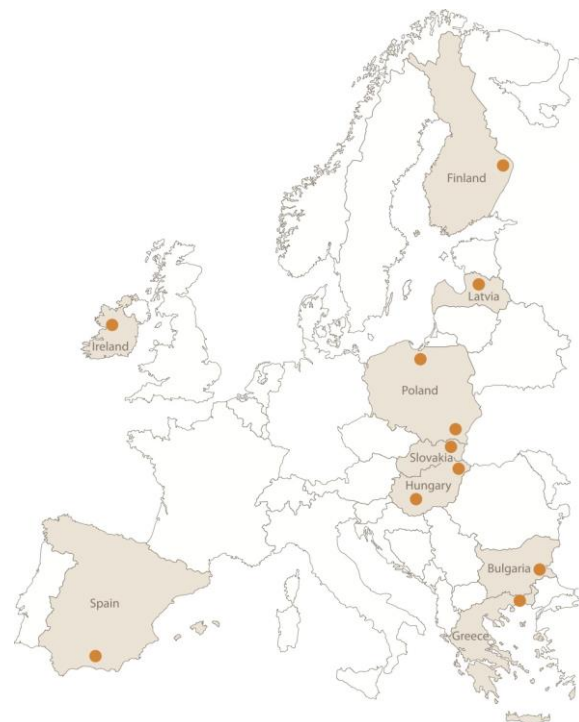 Finland
Latvia
Ireland
Poland
Slovakia
Hungary
Bulgaria
Spain
Greece